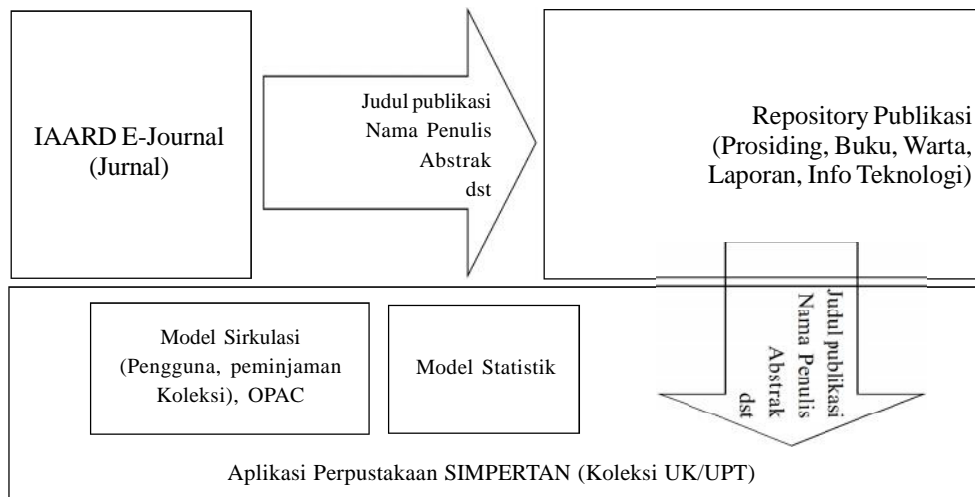 IAARD E-Journal
(Jurnal)
Judul publikasi
Nama Penulis
Abstrak
dst
Repository Publikasi
(Prosiding, Buku, Warta,
Laporan, Info Teknologi)
Judul publikasi
Nama Penulis
Abstrak
dst
Model Sirkulasi
(Pengguna, peminjaman
Koleksi), OPAC
Model Statistik
Aplikasi Perpustakaan SIMPERTAN (Koleksi UK/UPT)